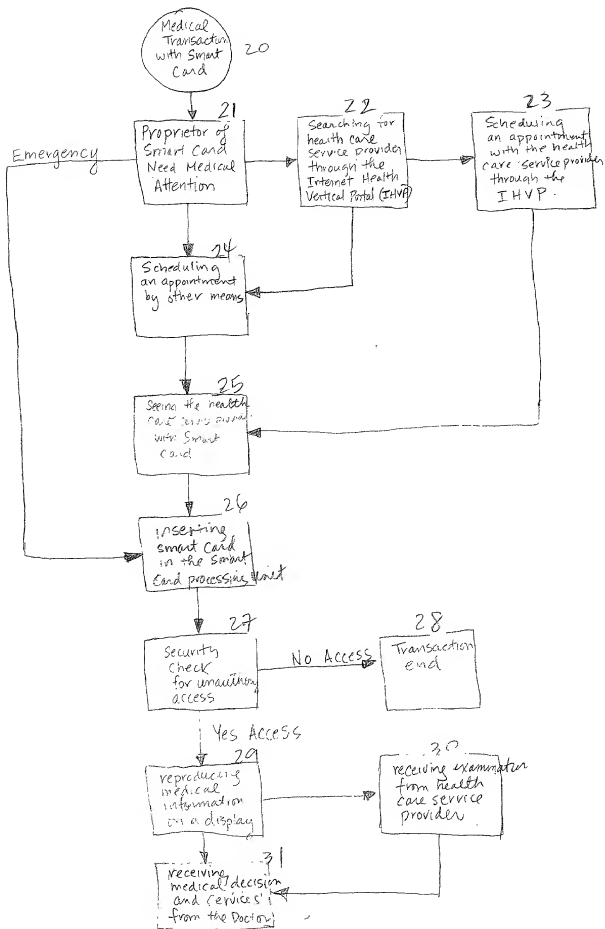 Medical
Transaction
with Smart
Card
20
21
Proprietor of
Smart Card
Need Medical
Attention
22
Searching for
health care
Service provider
through the
Internet Health
Vertical Portal (IHVP)
23
Scheduling
an appointment
with the health
care service provider
through the
IHVP.
Emergency
24
Scheduling
an appointment
by other means
25
Seeing the health
care
with Smart
Card
26
inserting
smart Card
in the Smart
Card processing Unit
27
Security
Check
for unauthory
access
No Access
28
Transaction
end
Yes Access
29
reproducing
medical
information
on a display
30
receiving examination
from health
care service
provider
31
receiving
medical decision
and services
from the Doctor